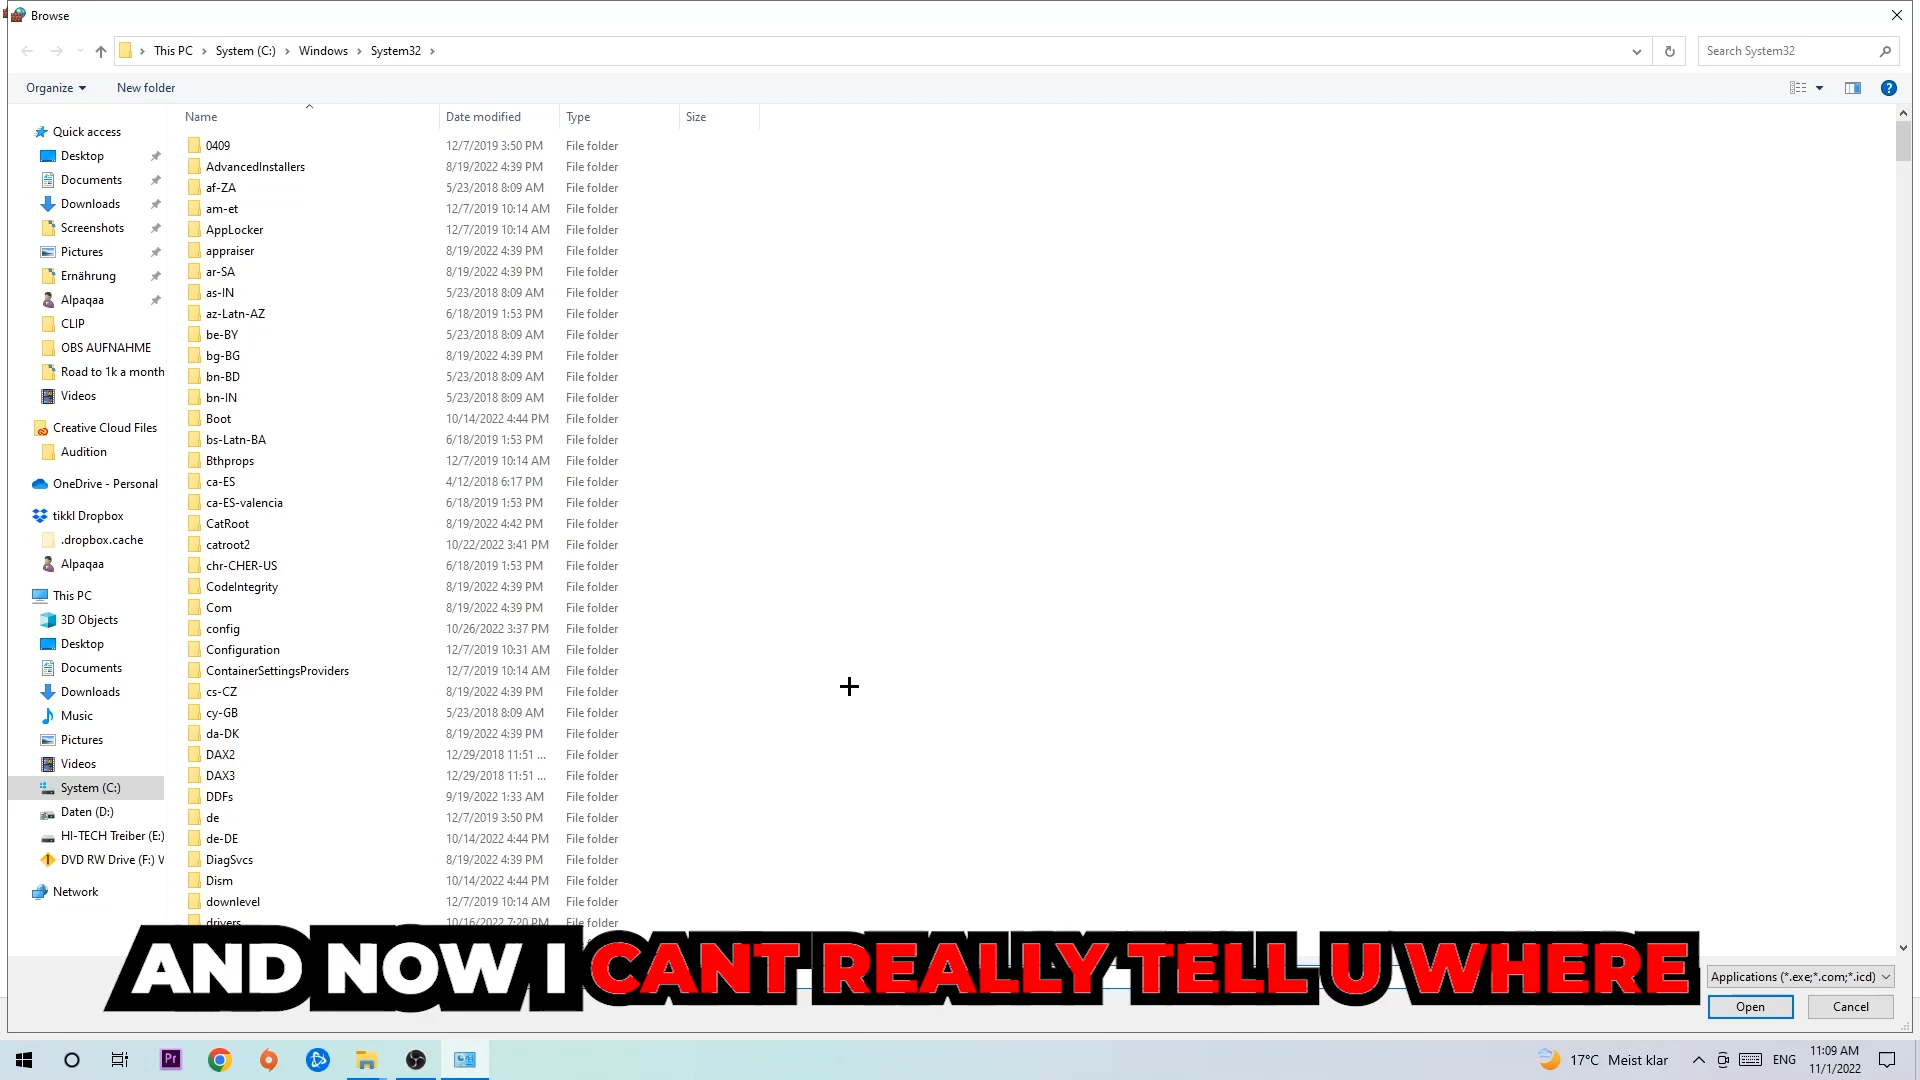 Browse
This PC > System (C:) > Windows > System32 >
Search System32
Organize
New folder
Name
Date modified
Type
Size
Quick access
Desktop
Documents
Downloads
Screenshots
Pictures
Ernährung
Alpaqaa
CLIP
OBS AUFNAHME
Road to 1k a month
Videos
Creative Cloud Files
Audition
OneDrive - Personal
tikkl Dropbox
.dropbox.cache
Alpaqaa
This PC
3D Objects
Desktop
Documents
Downloads
Music
Pictures
Videos
System (C:)
Daten (D:)
HI-TECH Treiber (E:)
DVD RW Drive (F:) V
Network
0409 12/7/2019 3:50 PM File folder
AdvancedInstallers 8/19/2022 4:39 PM File folder
af-ZA 5/23/2018 8:09 AM File folder
am-et 12/7/2019 10:14 AM File folder
AppLocker 12/7/2019 10:14 AM File folder
appraiser 8/19/2022 4:39 PM File folder
ar-SA 8/19/2022 4:39 PM File folder
as-IN 5/23/2018 8:09 AM File folder
az-Latn-AZ 6/18/2019 1:53 PM File folder
be-BY 5/23/2018 8:09 AM File folder
bg-BG 8/19/2022 4:39 PM File folder
bn-BD 5/23/2018 8:09 AM File folder
bn-IN 5/23/2018 8:09 AM File folder
Boot 10/14/2022 4:44 PM File folder
bs-Latn-BA 6/18/2019 1:53 PM File folder
Bthprops 12/7/2019 10:14 AM File folder
ca-ES 4/12/2018 6:17 PM File folder
ca-ES-valencia 6/18/2019 1:53 PM File folder
CatRoot 8/19/2022 4:42 PM File folder
catroot2 10/22/2022 3:41 PM File folder
chr-CHER-US 6/18/2019 1:53 PM File folder
CodeIntegrity 8/19/2022 4:39 PM File folder
Com 8/19/2022 4:39 PM File folder
config 10/26/2022 3:37 PM File folder
Configuration 12/7/2019 10:31 AM File folder
ContainerSettingsProviders 12/7/2019 10:14 AM File folder
cs-CZ 8/19/2022 4:39 PM File folder
cy-GB 5/23/2018 8:09 AM File folder
da-DK 8/19/2022 4:39 PM File folder
DAX2 12/29/2018 11:51 ... File folder
DAX3 12/29/2018 11:51 ... File folder
DDFs 9/19/2022 1:33 AM File folder
de 12/7/2019 3:50 PM File folder
de-DE 10/14/2022 4:44 PM File folder
DiagSvcs 8/19/2022 4:39 PM File folder
Dism 10/14/2022 4:44 PM File folder
downlevel 12/7/2019 10:14 AM File folder
drivers 10/16/2022 7:20 PM File folder
AND NOW I CANT REALLY TELL U WHERE
Applications (*.exe;*.com;*.icd)
Open
Cancel
Pr
17°C Meist klar
ENG
11:09 AM
11/1/2022